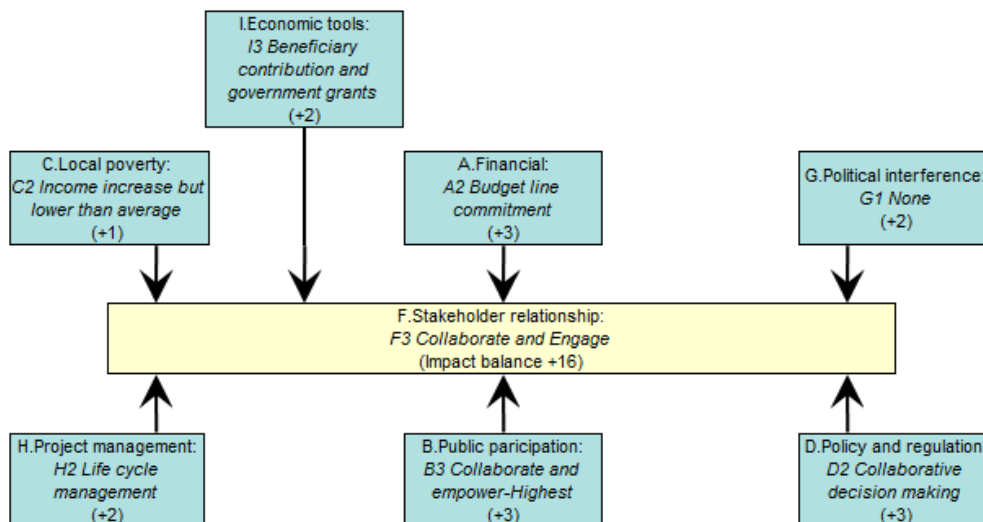 I.Economic tools:
I3 Beneficiary
contribution and
government grants
(+2)
C.Local poverty:
C2 Income increase but
lower than average
(+1)
A.Financial:
A2 Budget line
commitment
(+3)
G.Political interference:
G1 None
(+2)
F.Stakeholder relationship:
F3 Collaborate and Engage
(Impact balance +16)
H.Project management:
H2 Life cycle
management
(+2)
B.Public paricipation:
B3 Collaborate and
empower-Highest
(+3)
D.Policy and regulation
D2 Collaborative
decision making
(+3)